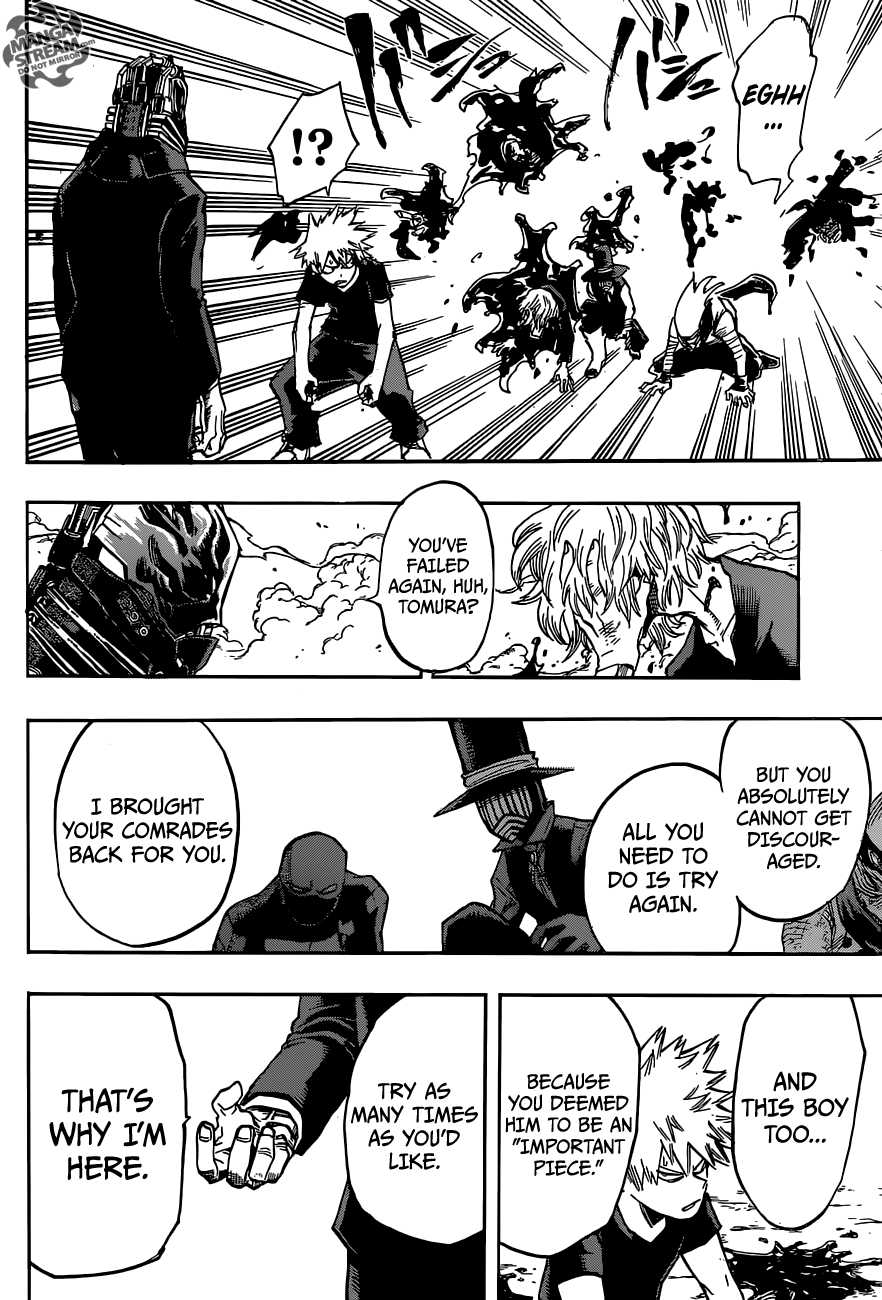 MANGA
STREAM.com
DO NOT MIRROR
EGHH
...
!?
YOU'VE
FAILED
AGAIN, HUH,
TOMURA?
BUT YOU
ABSOLUTELY
CANNOT GET
DISCOUR-
AGED.
ALL YOU
NEED TO
DO IS TRY
AGAIN.
I BROUGHT
YOUR COMRADES
BACK FOR YOU.
AND
THIS BOY
TOO...
BECAUSE
YOU DEEMED
HIM TO BE AN
"IMPORTANT
PIECE."
TRY AS
MANY TIMES
AS YOU'D
LIKE.
THAT'S
WHY I'M
HERE.